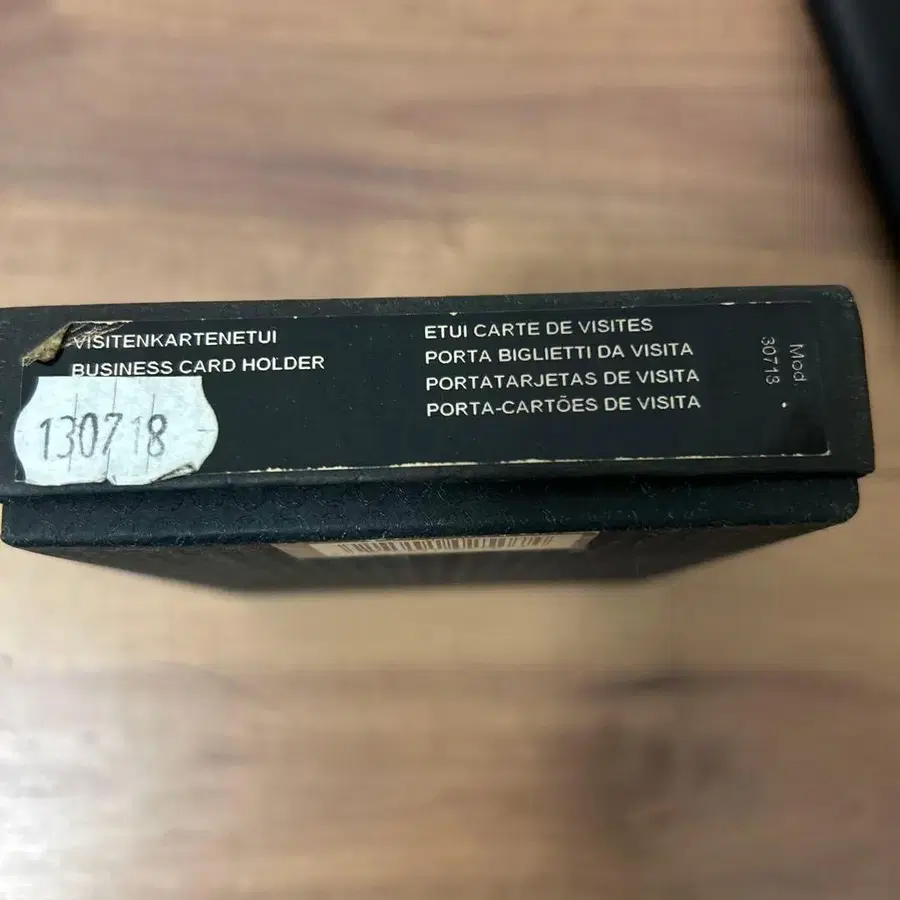 VISITENKARTENETUI
BUSINESS CARD HOLDER
130718
ETUI CARTE DE VISITES
PORTA BIGLIETTI DA VISITA
PORTATARJETAS DE VISITA
PORTA-CARTÕES DE VISITA
Mod.
30713